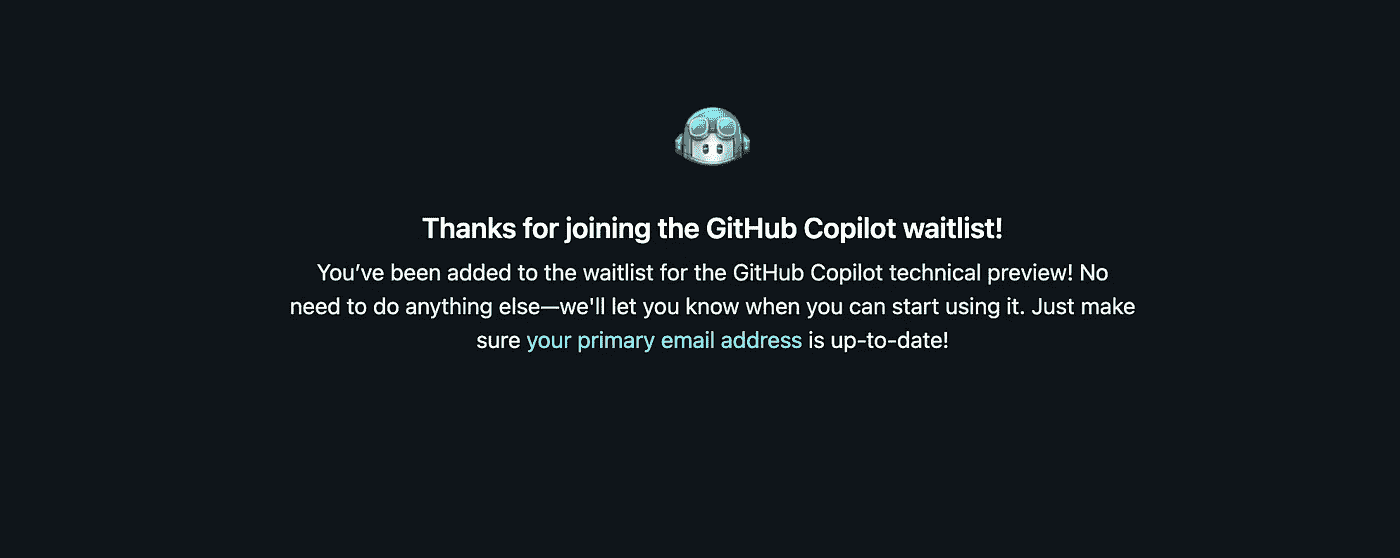 Thanks for joining the GitHub Copilot waitlist!
You’ve been added to the waitlist for the GitHub Copilot technical preview! No
need to do anything else—we'll let you know when you can start using it. Just make
sure your primary email address is up-to-date!